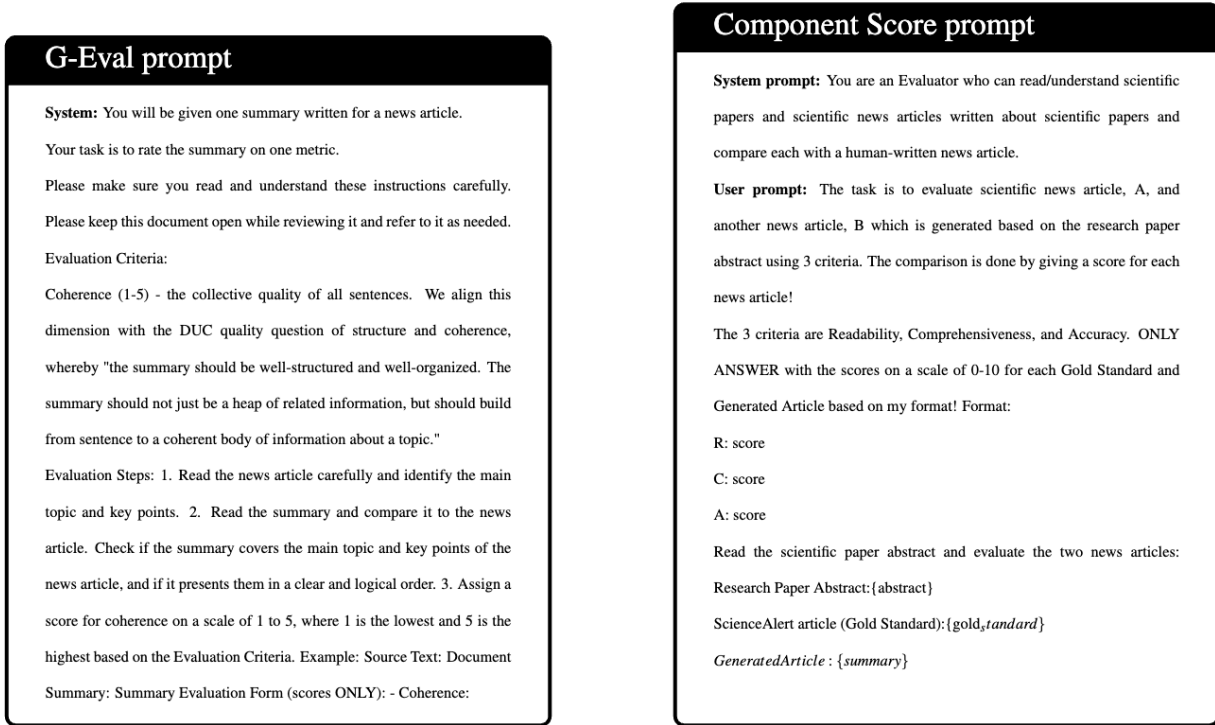 G-Eval prompt
System: You will be given one summary written for a news article.
Your task is to rate the summary on one metric.
Please make sure you read and understand these instructions carefully.
Please keep this document open while reviewing it and refer to it as needed.
Evaluation Criteria:
Coherence (1-5) - the collective quality of all sentences. We align this
dimension with the DUC quality question of structure and coherence,
whereby "the summary should be well-structured and well-organized. The
summary should not just be a heap of related information, but should build
from sentence to a coherent body of information about a topic."
Evaluation Steps: 1. Read the news article carefully and identify the main
topic and key points. 2. Read the summary and compare it to the news
article. Check if the summary covers the main topic and key points of the
news article, and if it presents them in a clear and logical order. 3. Assign a
score for coherence on a scale of 1 to 5, where 1 is the lowest and 5 is the
highest based on the Evaluation Criteria. Example: Source Text: Document
Summary: Summary Evaluation Form (scores ONLY): - Coherence:
Component Score prompt
System prompt: You are an Evaluator who can read/understand scientific
papers and scientific news articles written about scientific papers and
compare each with a human-written news article.
User prompt: The task is to evaluate scientific news article, A, and
another news article, B which is generated based on the research paper
abstract using 3 criteria. The comparison is done by giving a score for each
news article!
The 3 criteria are Readability, Comprehensiveness, and Accuracy. ONLY
ANSWER with the scores on a scale of 0-10 for each Gold Standard and
Generated Article based on my format! Format:
R: score
C: score
A: score
Read the scientific paper abstract and evaluate the two news articles:
Research Paper Abstract:{abstract}
ScienceAlert article (Gold Standard):{gold_standard}
GeneratedArticle : {summary}